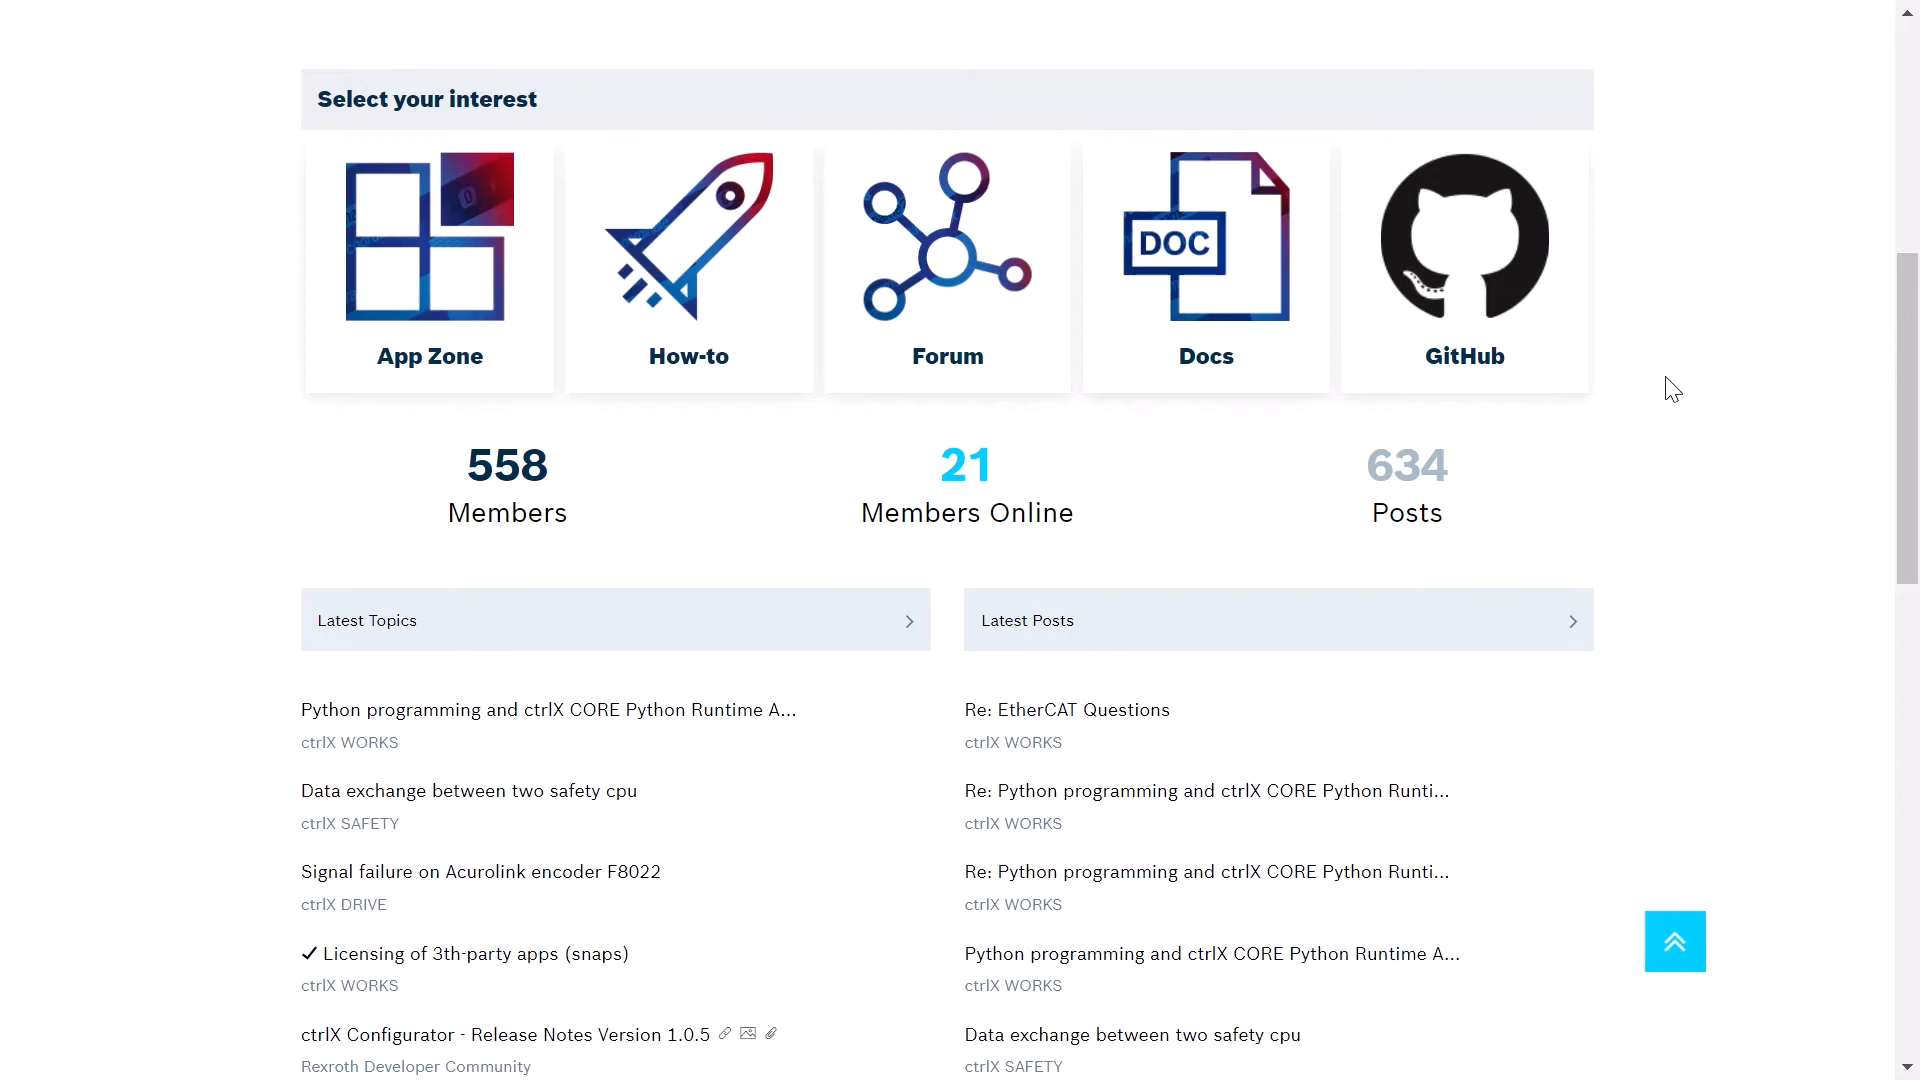 Select your interest
DOC
App Zone
How-to
Forum
Docs
GitHub
558
Members
21
Members Online
634
Posts
Latest Topics
Python programming and ctrlX CORE Python Runtime A...
ctrlX WORKS
Data exchange between two safety cpu
ctrlX SAFETY
Signal failure on Acurolink encoder F8022
ctrlX DRIVE
Licensing of 3th-party apps (snaps)
ctrlX WORKS
ctrlX Configurator - Release Notes Version 1.0.5
Rexroth Developer Community
Latest Posts
Re: EtherCAT Questions
ctrlX WORKS
Re: Python programming and ctrlX CORE Python Runti...
ctrlX WORKS
Re: Python programming and ctrlX CORE Python Runti...
ctrlX WORKS
Python programming and ctrlX CORE Python Runtime A...
ctrlX WORKS
Data exchange between two safety cpu
ctrlX SAFETY